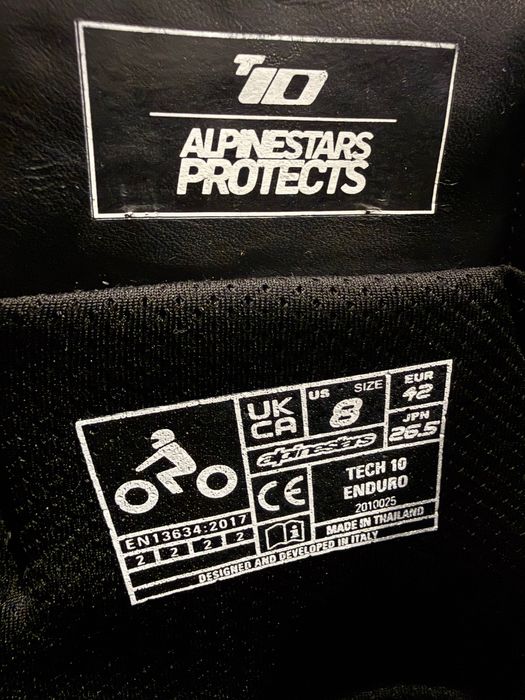 T10
ALPINESTARS
PROTECTS
UK
CA
US SIZE
8
EUR
42
JPN
26.5
alpinestars
CE
TECH 10
ENDURO
2010025
EN13634:2017
2 2 2 2
i
MADE IN THAILAND
DESIGNED AND DEVELOPED IN ITALY